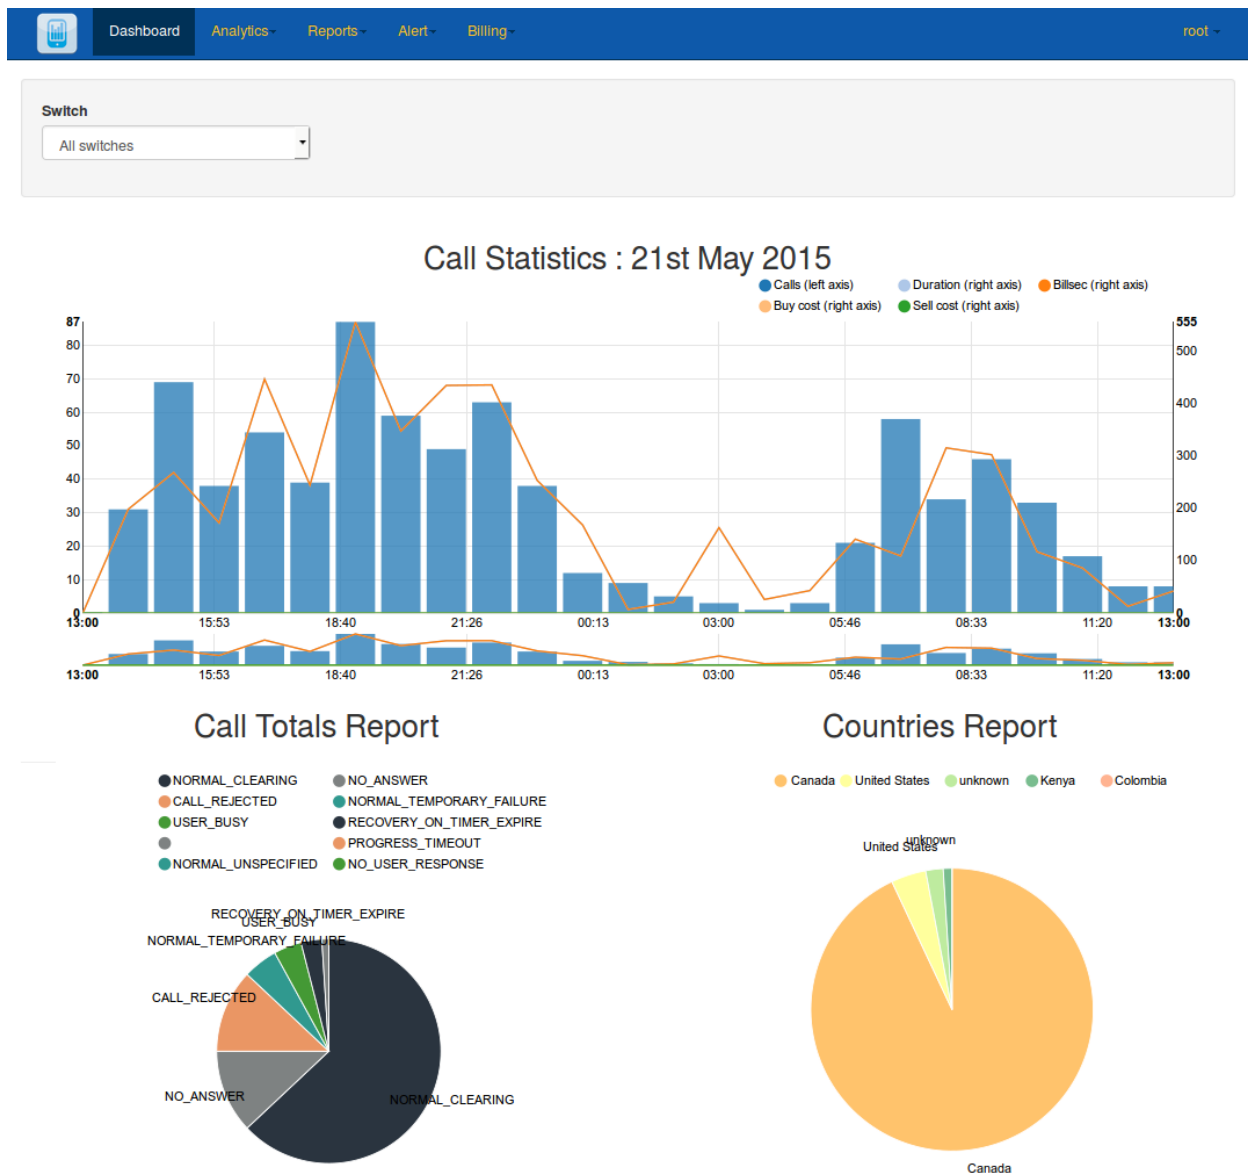 Dashboard Analytics Reports Alert Billing root
Switch
All switches
Call Statistics : 21st May 2015
Calls (left axis) Duration (right axis) Billsec (right axis)
Buy cost (right axis) Sell cost (right axis)
87 555
80 500
70
60 400
50
40 300
30 200
20
10 100
0 0
13:00 15:53 18:40 21:26 00:13 03:00 05:46 08:33 11:20 13:00
13:00 15:53 18:40 21:26 00:13 03:00 05:46 08:33 11:20 13:00
Call Totals Report Countries Report
NORMAL_CLEARING NO_ANSWER Canada United States unknown Kenya Colombia
CALL_REJECTED NORMAL_TEMPORARY_FAILURE
USER_BUSY RECOVERY_ON_TIMER_EXPIRE
PROGRESS_TIMEOUT
NORMAL_UNSPECIFIED NO_USER_RESPONSE
unknown
United States
RECOVERY_ON_TIMER_EXPIRE
USER_BUSY
NORMAL_TEMPORARY_FAILURE
CALL_REJECTED
NO_ANSWER
NORMAL_CLEARING
Canada